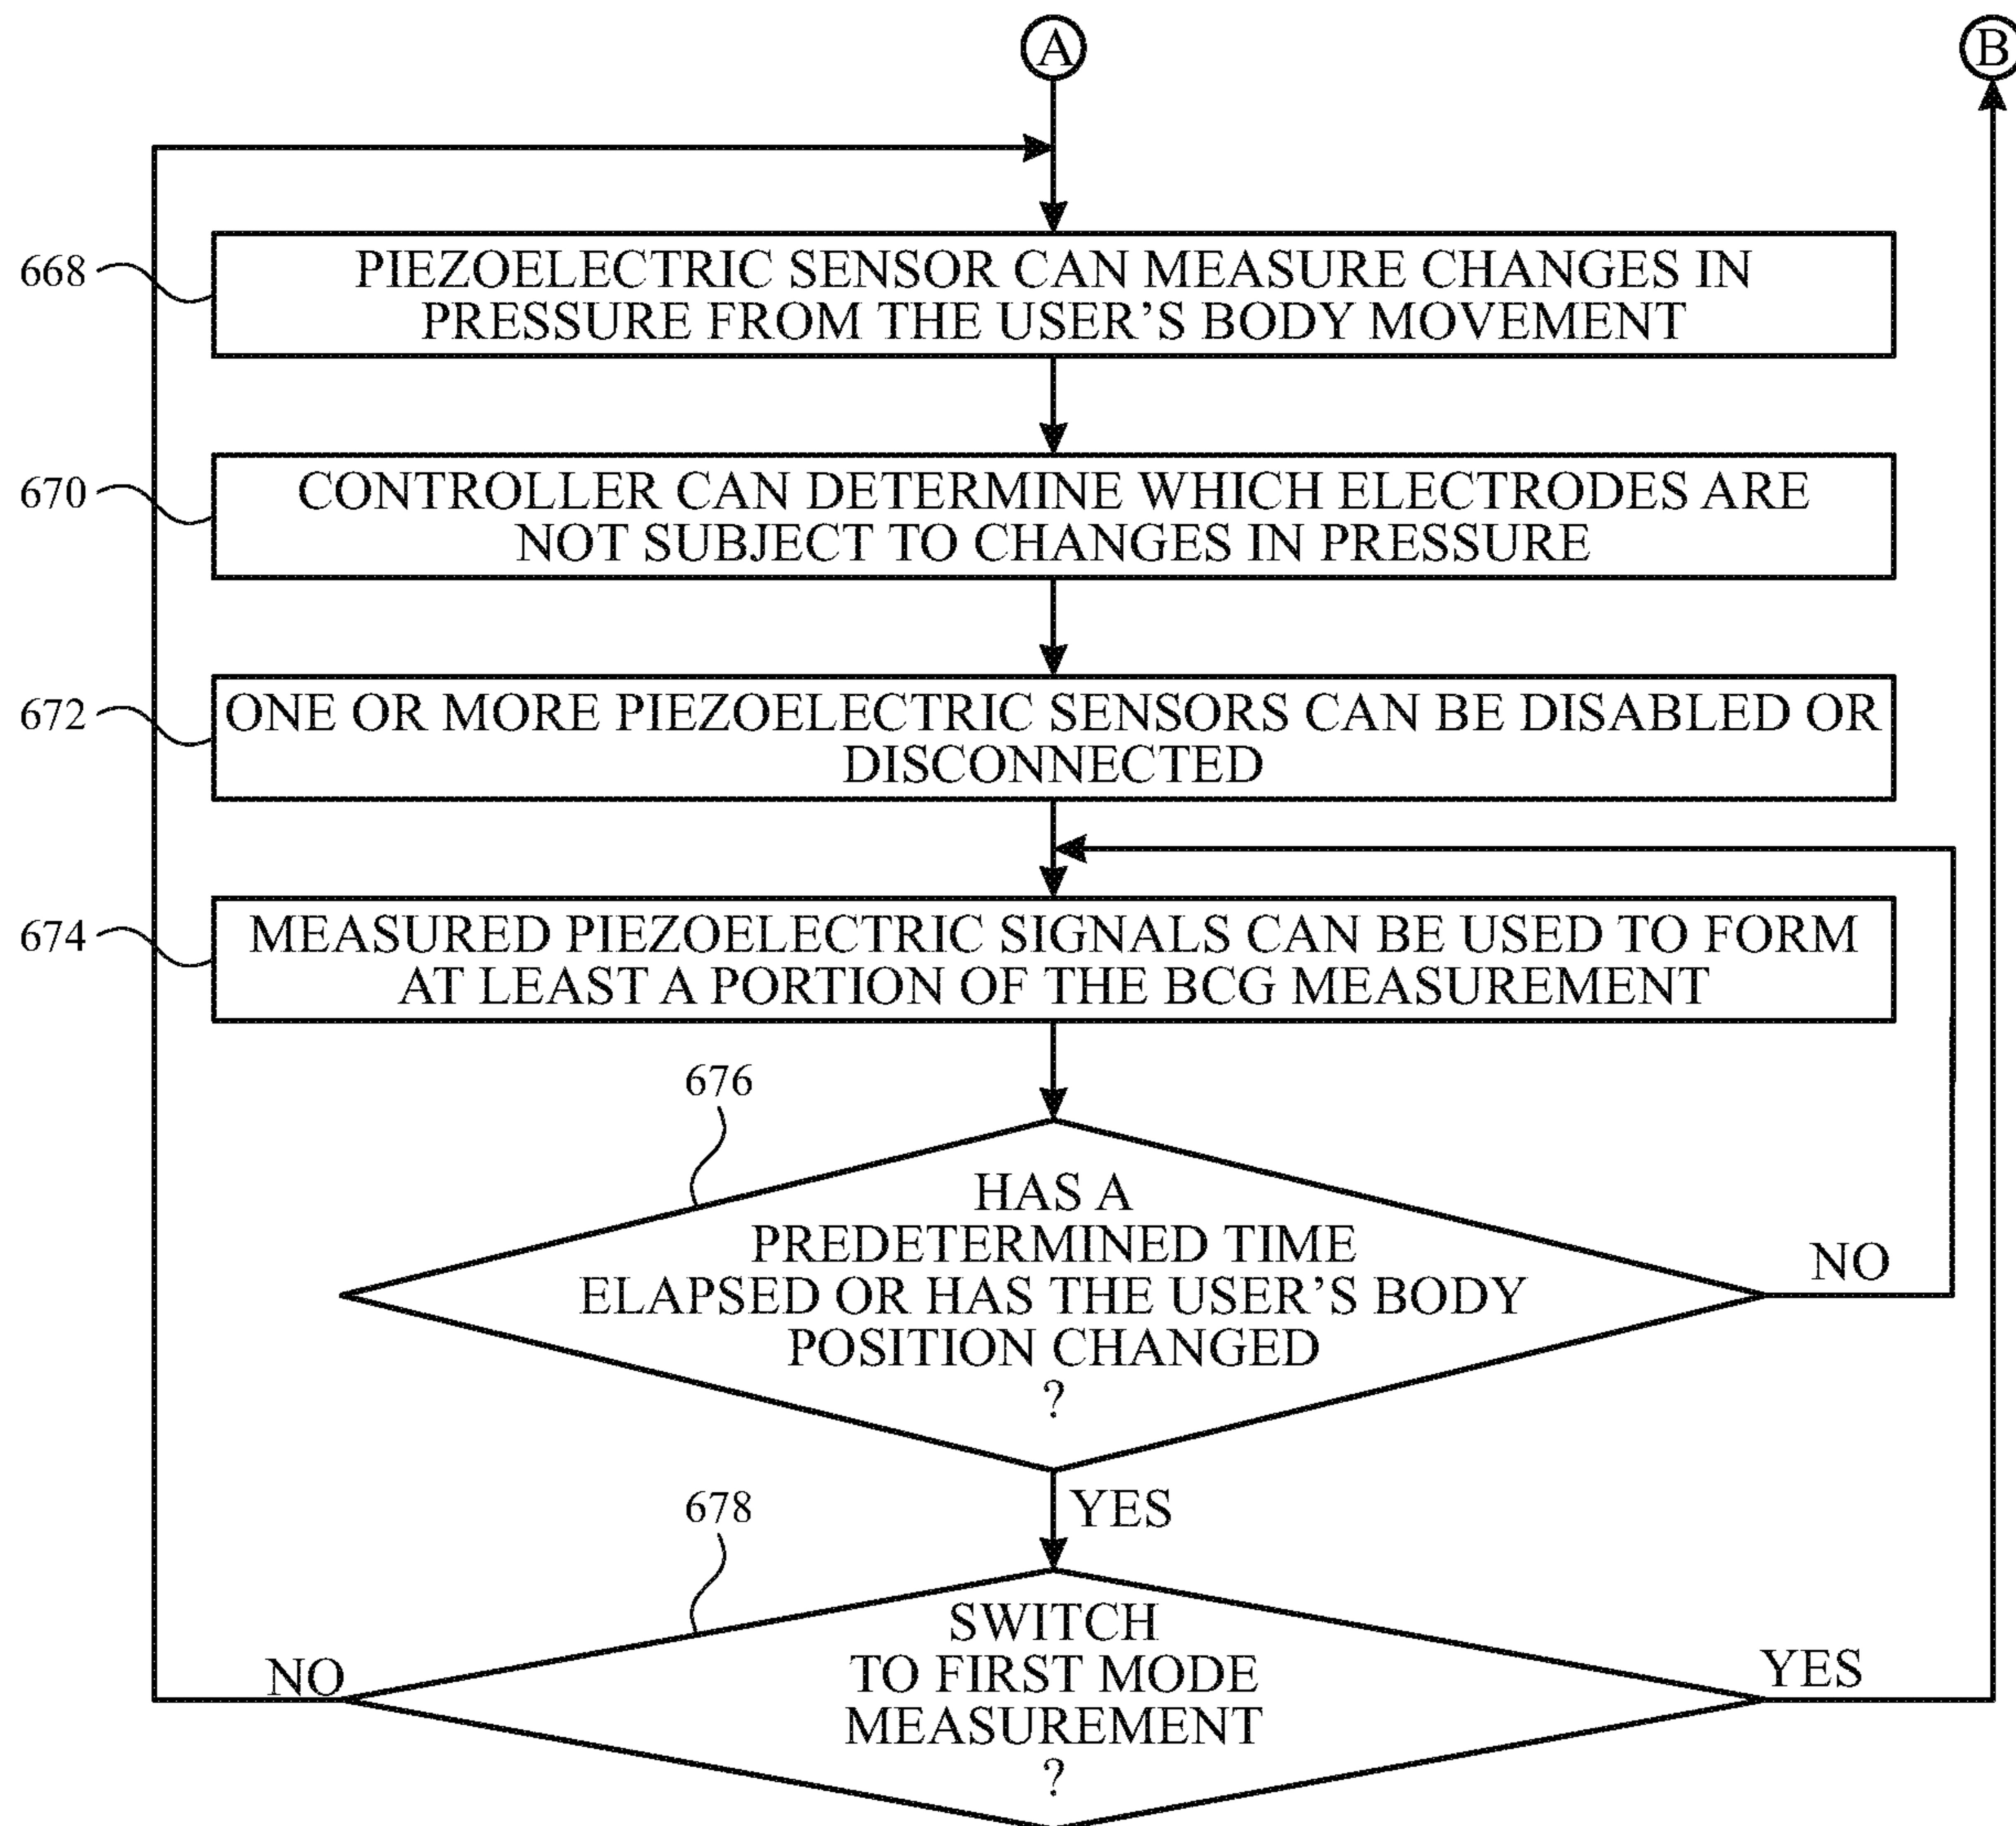 A
B
668
PIEZOELECTRIC SENSOR CAN MEASURE CHANGES IN
PRESSURE FROM THE USER’S BODY MOVEMENT
670
CONTROLLER CAN DETERMINE WHICH ELECTRODES ARE
NOT SUBJECT TO CHANGES IN PRESSURE
672
ONE OR MORE PIEZOELECTRIC SENSORS CAN BE DISABLED OR
DISCONNECTED
674
MEASURED PIEZOELECTRIC SIGNALS CAN BE USED TO FORM
AT LEAST A PORTION OF THE BCG MEASUREMENT
676
HAS A
PREDETERMINED TIME
ELAPSED OR HAS THE USER’S BODY
POSITION CHANGED
?
NO
YES
678
SWITCH
TO FIRST MODE
MEASUREMENT
?
NO
YES